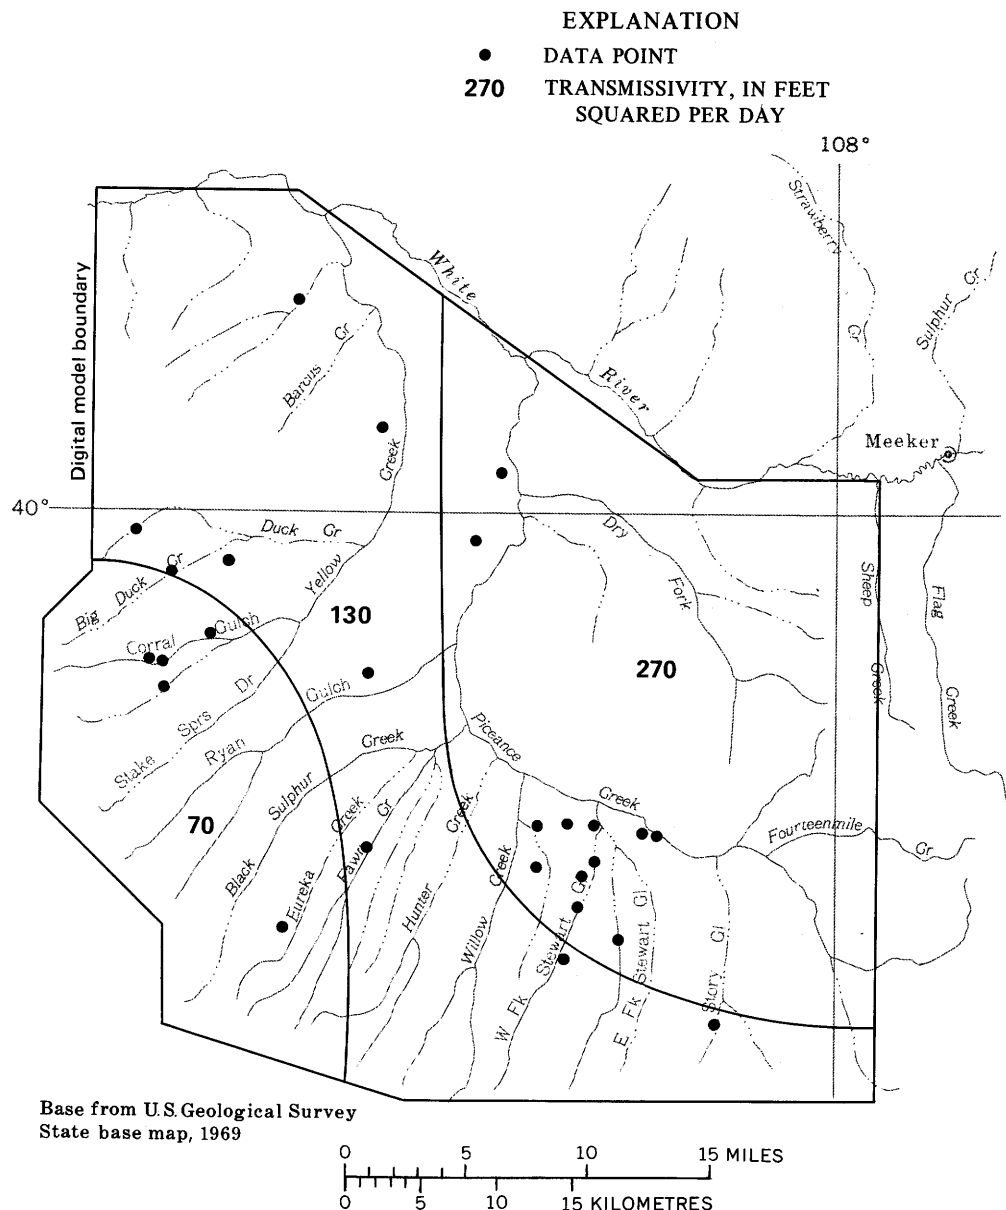 EXPLANATION
DATA POINT
270 TRANSMISSIVITY, IN FEET
SQUARED PER DAY
108°
Strawberry
Cr
Sulphur Cr
White
River
Digital model boundary
Barcus Cr
Meeker
Creek
40°
Duck Cr
Dry
Fork
Big Duck Cr
Yellow
Sheep
Creek
Flag
Creek
130
Corral Gulch
270
Stake Sprs Dr
Ryan Gulch
Piceance
Creek
Black Sulphur Creek
70
Eureka Creek
Fawn Cr
Hunter Creek
Willow Creek
Fourteenmile
Cr
W Fk Stewart G
E Fk Stewart Gl
Story Gl
Base from U.S. Geological Survey
State base map, 1969
0 5 10 15 MILES
0 5 10 15 KILOMETRES